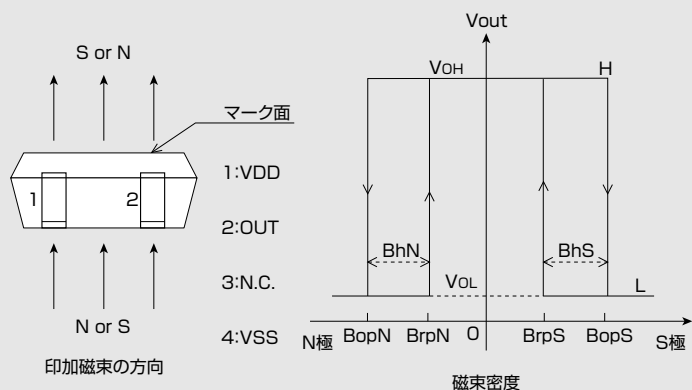 S or N
マーク面
1
2
N or S
印加磁束の方向
1:VDD
2:OUT
3:N.C.
4:VSS
Vout
VOH
H
BhN
BhS
VOL
L
N極
BopN
BrpN
0
BrpS
BopS
S極
磁束密度